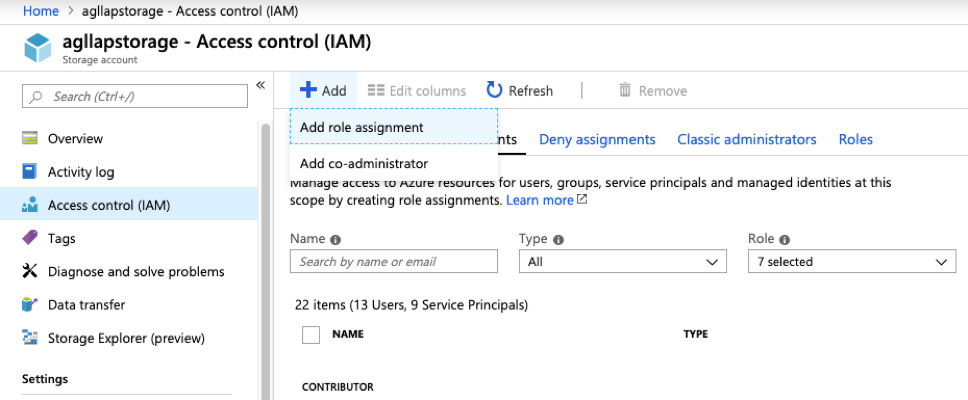 Home > agllapstorage - Access control (IAM)
agllapstorage - Access control (IAM)
Storage account
Search (Ctrl+/)
Overview
Activity log
Access control (IAM)
Tags
Diagnose and solve problems
Data transfer
Storage Explorer (preview)
Settings
Add Edit columns Refresh Remove
Add role assignment
Add co-administrator
nts Deny assignments Classic administrators Roles
Manage access to Azure resources for users, groups, service principals and managed identities at this
scope by creating role assignments. Learn more
Name Type Role
Search by name or email All 7 selected
22 items (13 Users, 9 Service Principals)
NAME TYPE
CONTRIBUTOR